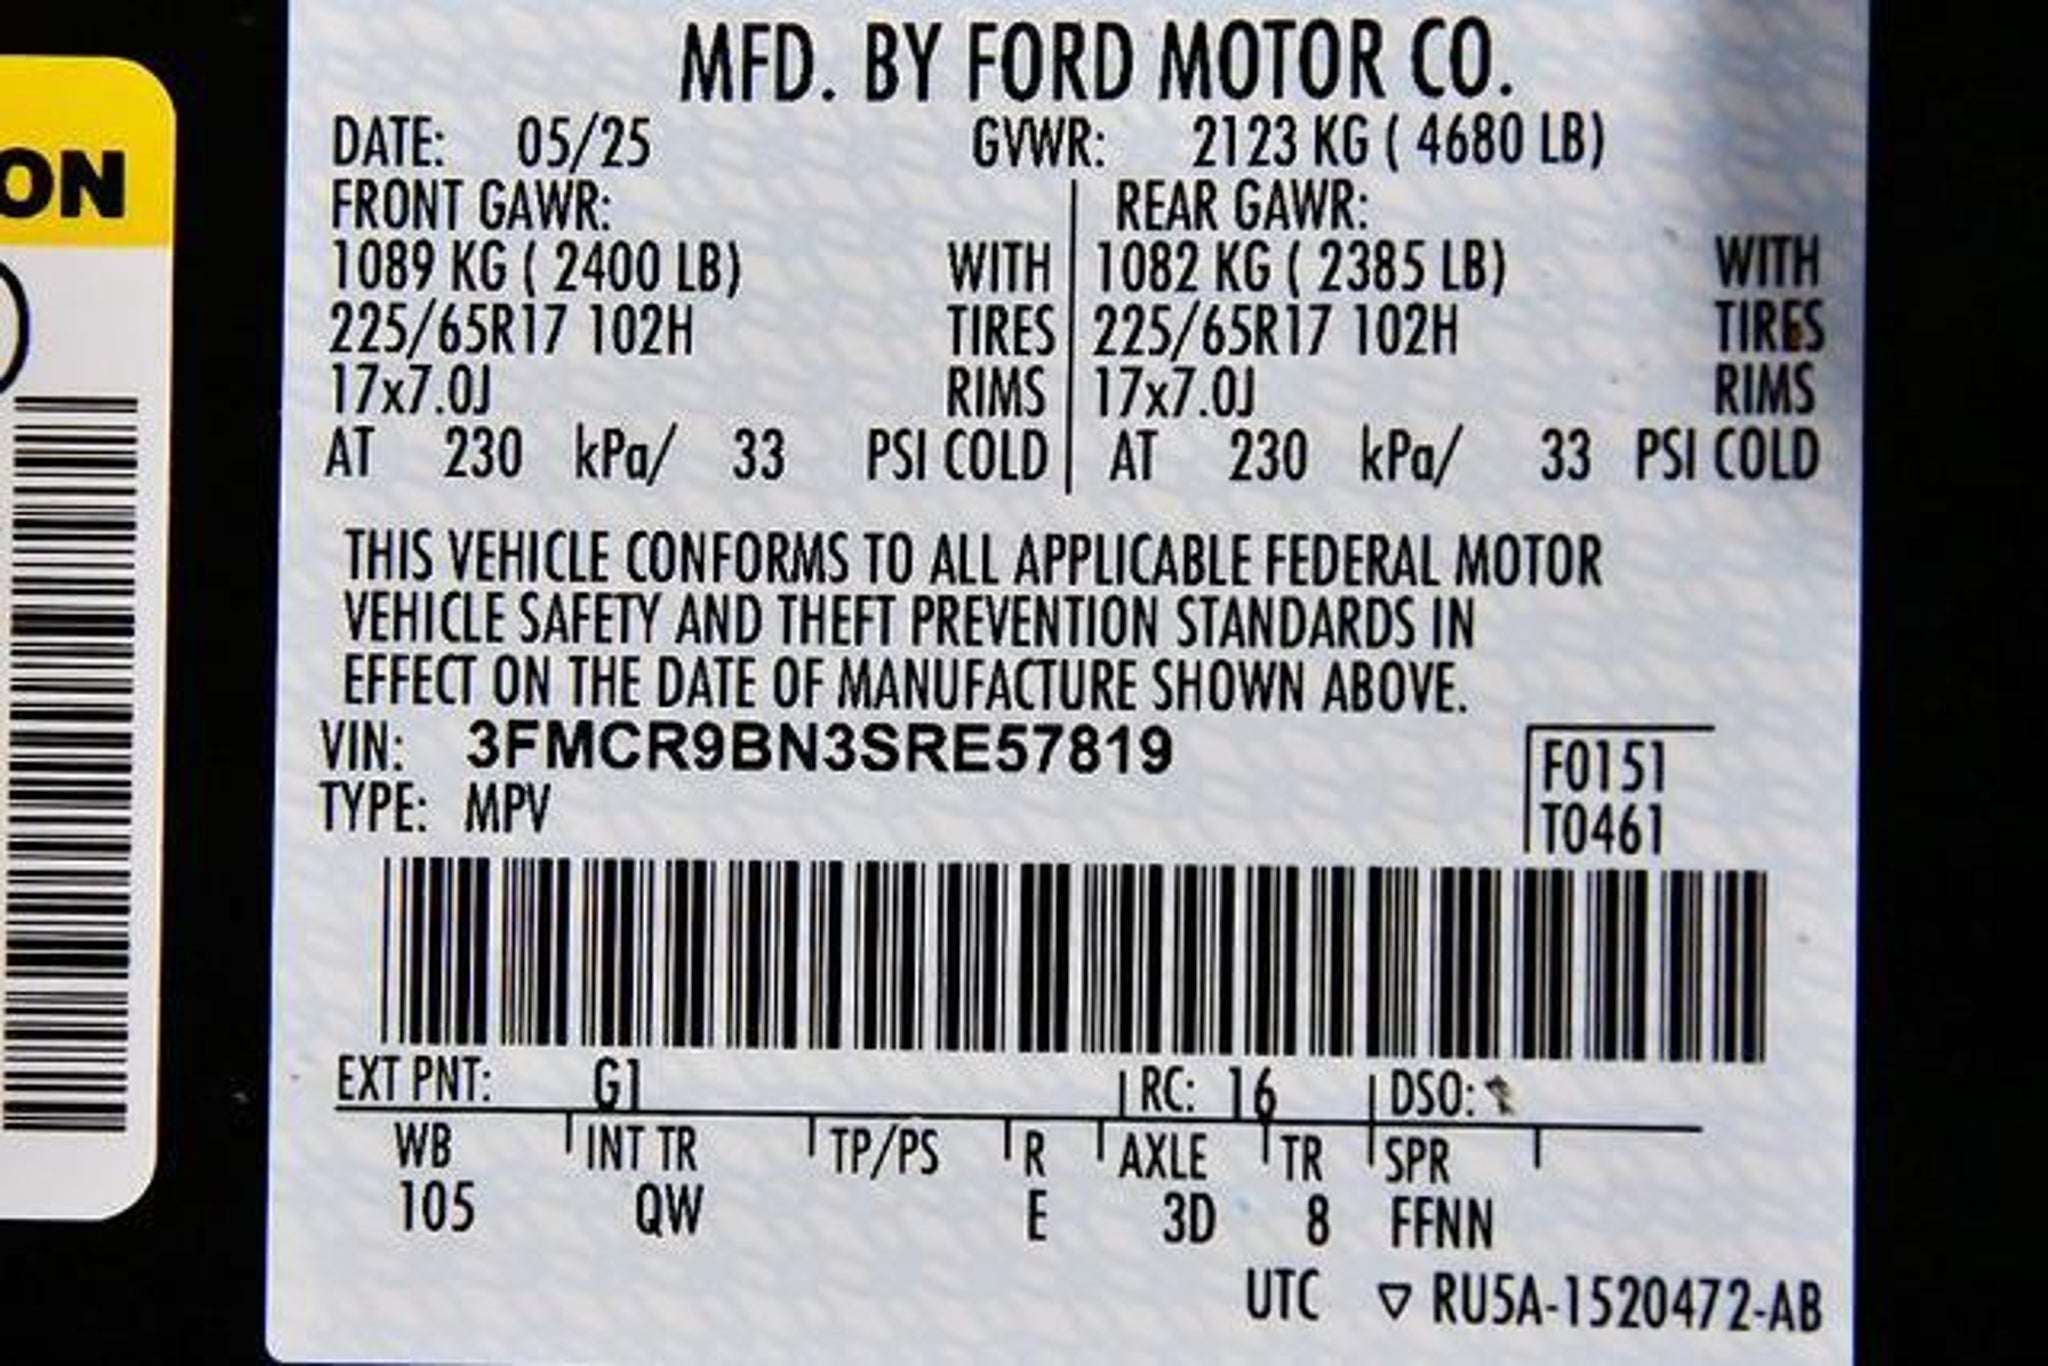 ON
MFD. BY FORD MOTOR CO.
DATE: 05/25 GVWR: 2123 KG ( 4680 LB)
FRONT GAWR: REAR GAWR:
1089 KG ( 2400 LB) WITH 1082 KG ( 2385 LB) WITH
225/65R17 102H TIRES 225/65R17 102H TIRES
17x7.0J RIMS 17x7.0J RIMS
AT 230 kPa/ 33 PSI COLD AT 230 kPa/ 33 PSI COLD
THIS VEHICLE CONFORMS TO ALL APPLICABLE FEDERAL MOTOR
VEHICLE SAFETY AND THEFT PREVENTION STANDARDS IN
EFFECT ON THE DATE OF MANUFACTURE SHOWN ABOVE.
VIN: 3FMCR9BN3SRE57819 F0151
TYPE: MPV T0461
EXT PNT: G1 RC: 16 DSO:
WB INT TR TP/PS R AXLE TR SPR
105 QW E 3D 8 FFNN
UTC ▽ RU5A-1520472-AB